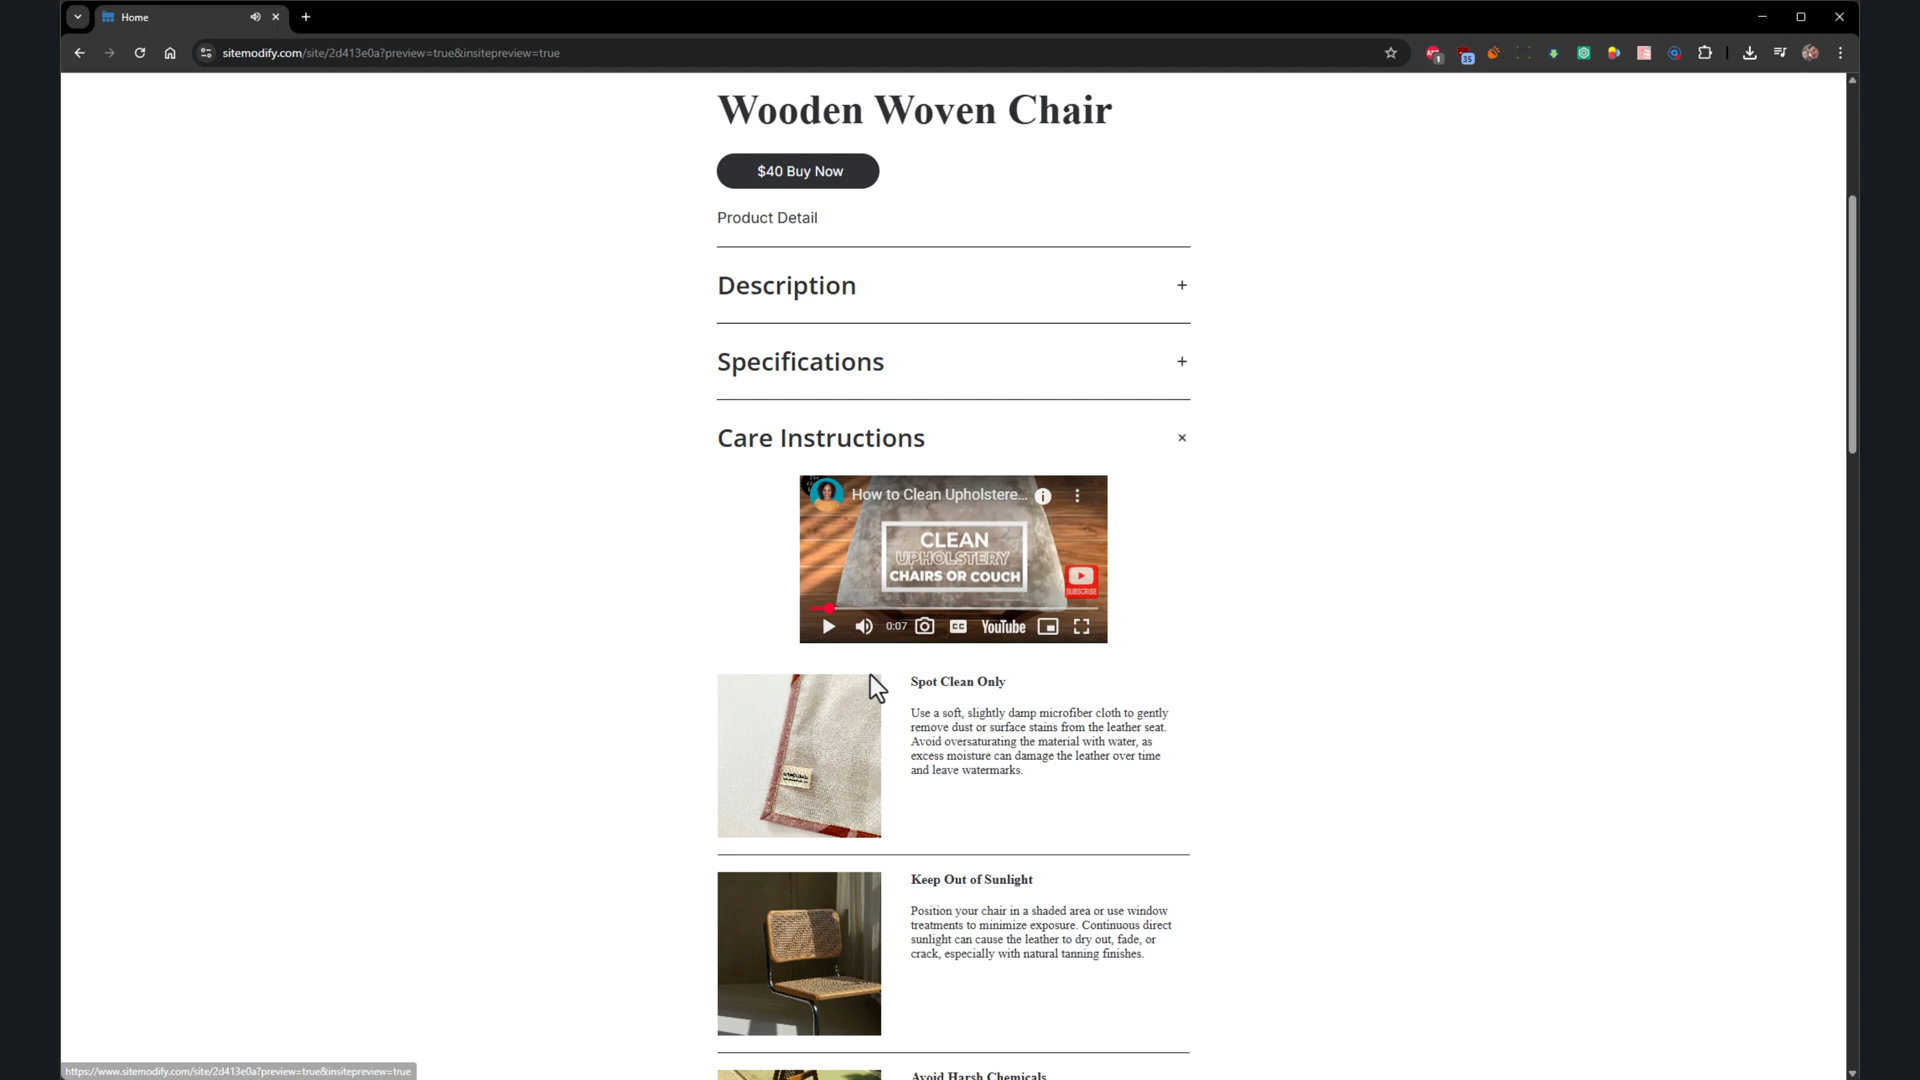 Home
sitemodify.com/site/2d413e0a?preview=true&insitepreview=true
1
35
Wooden Woven Chair
$40 Buy Now
Product Detail
Description
Specifications
Care Instructions
How to Clean Upholstere...
CLEAN
UPHOLSTERY
CHAIRS OR COUCH
SUBSCRIBE
0:07
CC
YouTube
Spot Clean Only
Use a soft, slightly damp microfiber cloth to gently
remove dust or surface stains from the leather seat.
Avoid oversaturating the material with water, as
excess moisture can damage the leather over time
and leave watermarks.
Keep Out of Sunlight
Position your chair in a shaded area or use window
treatments to minimize exposure. Continuous direct
sunlight can cause the leather to dry out, fade, or
crack, especially with natural tanning finishes.
Avoid Harsh Chemicals
https://www.sitemodify.com/site/2d413e0a?preview=true&insitepreview=true